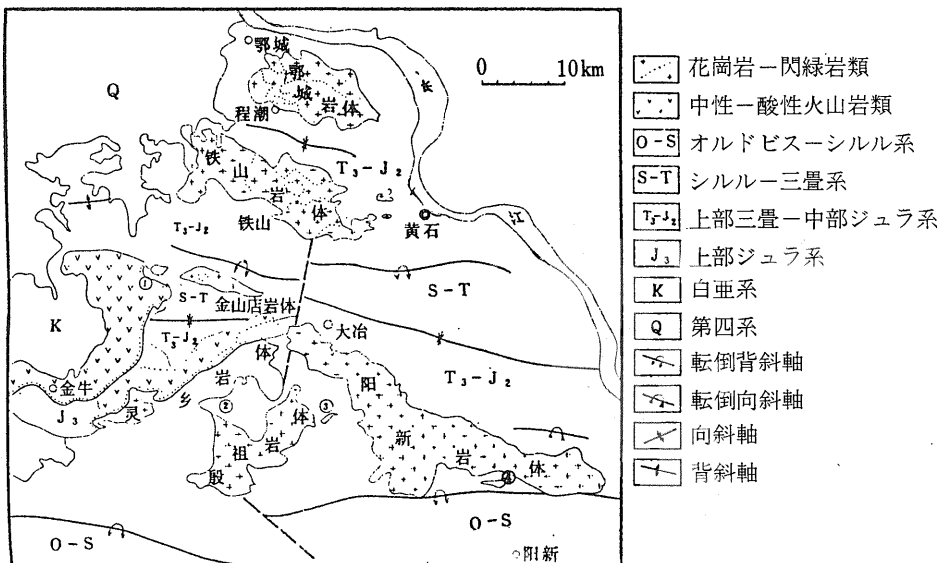 鄂城
鄂城岩体
程潮
Q
0 10km
长江
铁山岩体
T₃-J₂
铁山
T₃-J₂
黄石
①
S-T
金山店岩体
S-T
K
T₃-J₂
大冶
金牛
J₃
灵乡岩体
②
③
T₃-J₂
殷祖岩体
阳新岩体
④
O-S
O-S
阳新
花崗岩－閃緑岩類
中性－酸性火山岩類
O-S オルドビスーシルル系
S-T シルルー三畳系
T₃-J₂ 上部三畳－中部ジュラ系
J₃ 上部ジュラ系
K 白亜系
Q 第四系
転倒背斜軸
転倒向斜軸
向斜軸
背斜軸